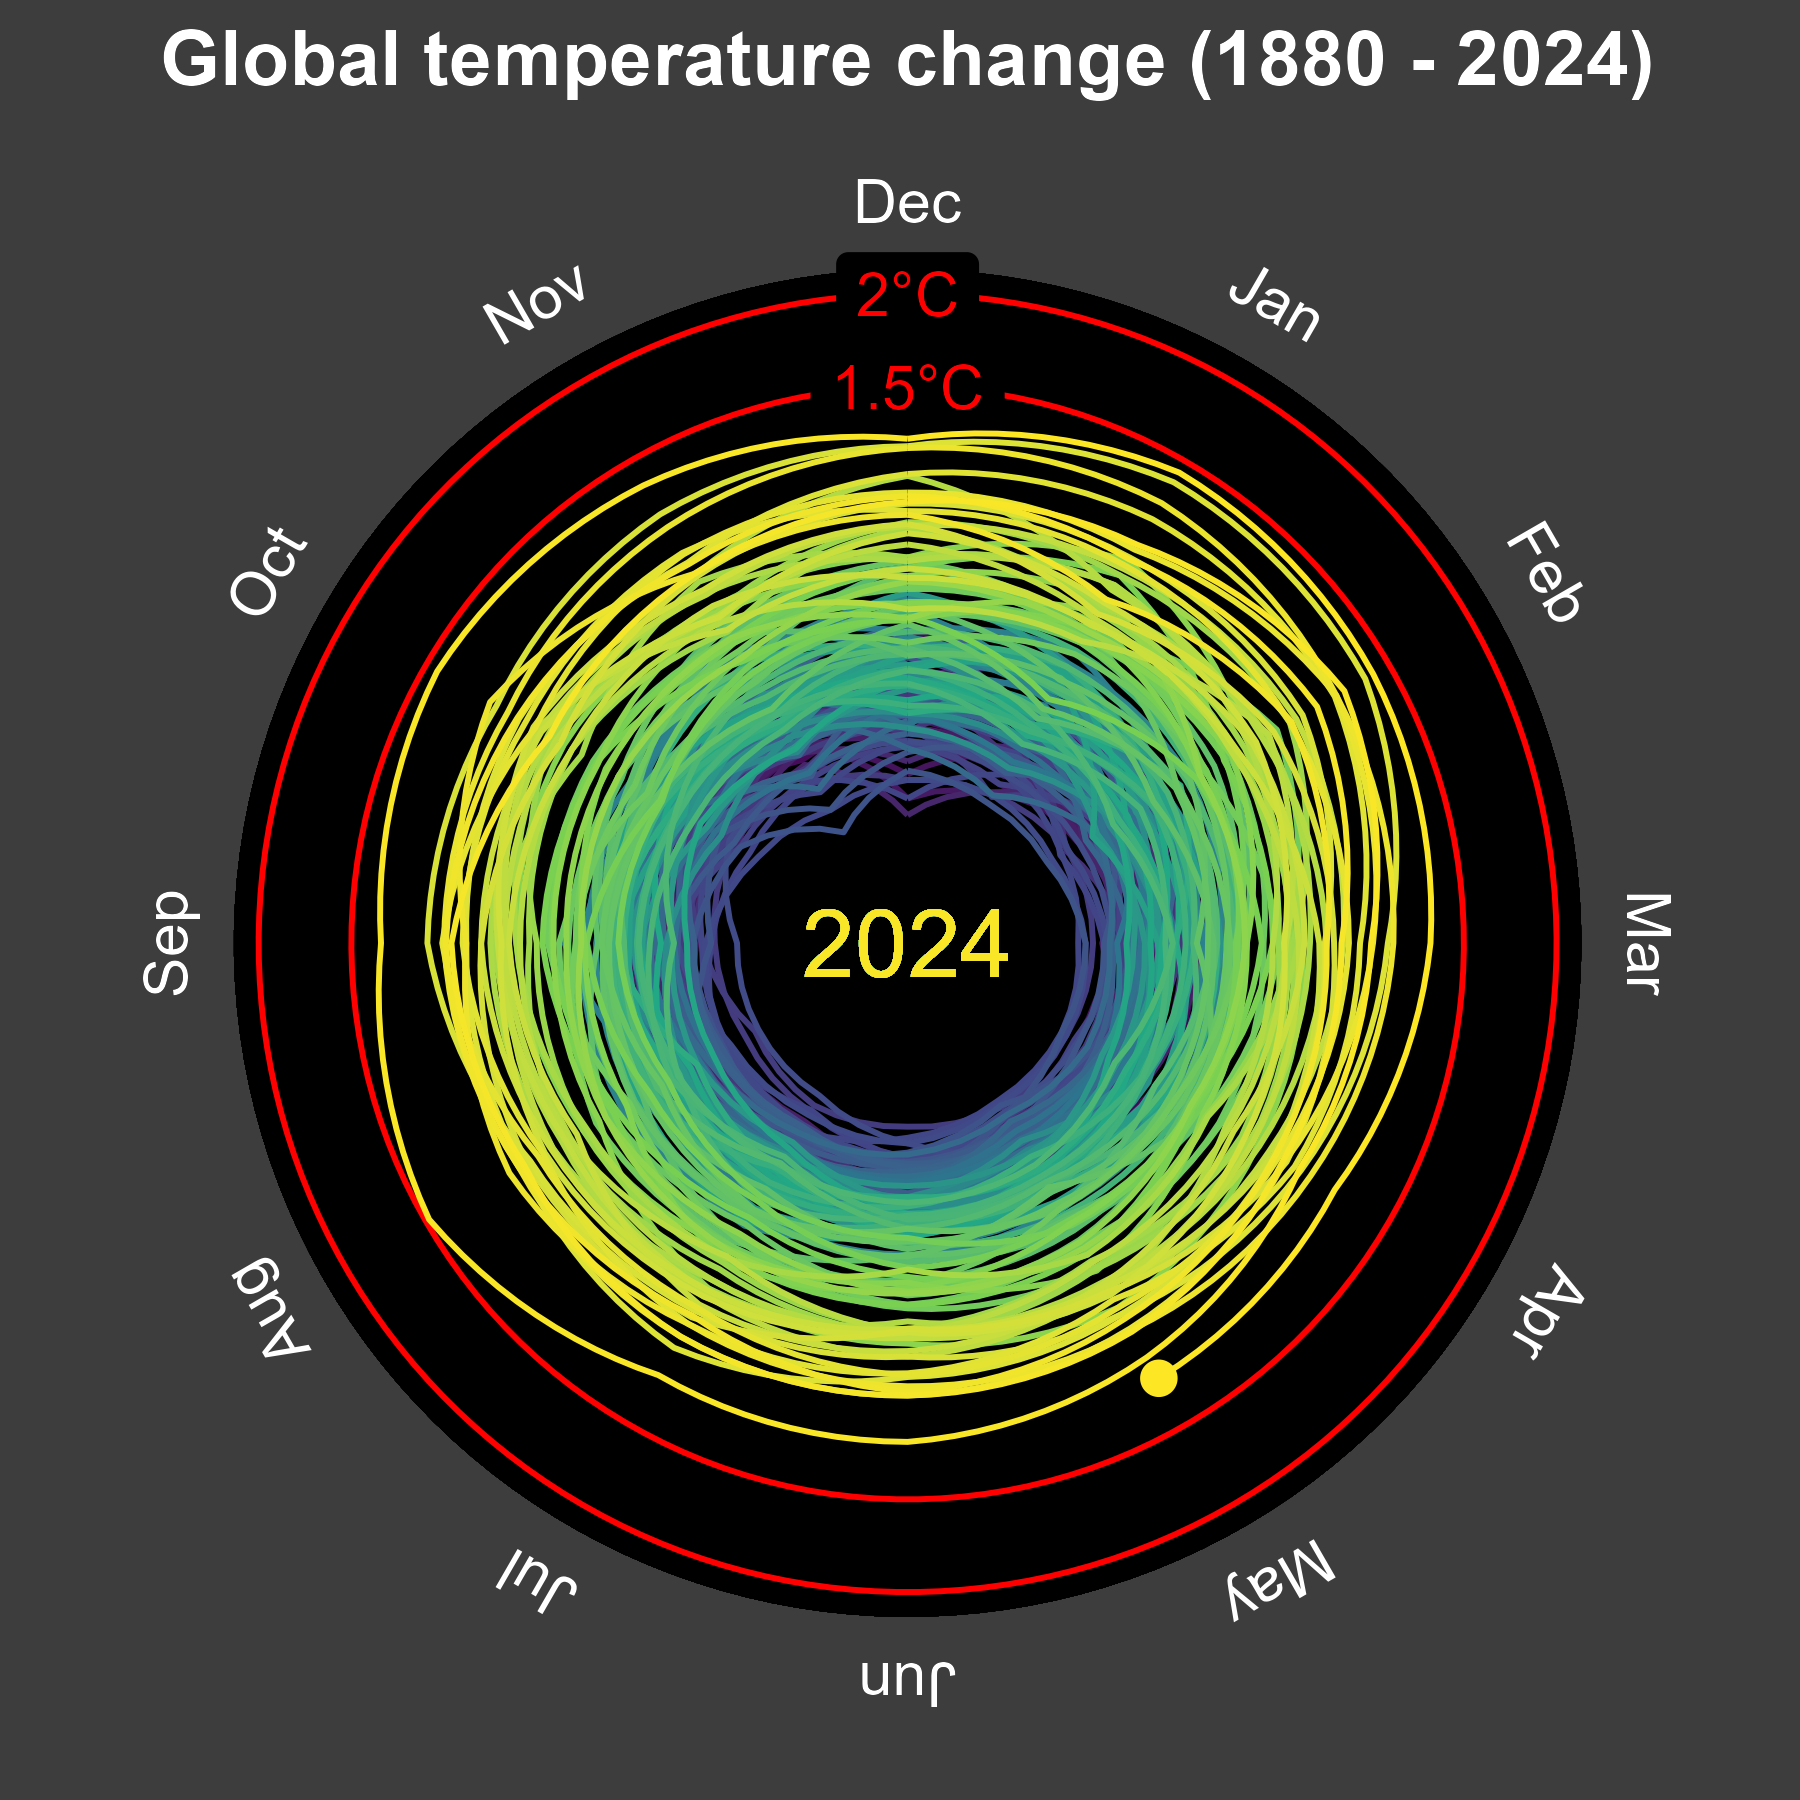 Global temperature change (1880 - 2024)
Dec
Jan
Feb
Mar
Apr
May
Jun
Jul
Aug
Sep
Oct
Nov
2°C
1.5°C
2024